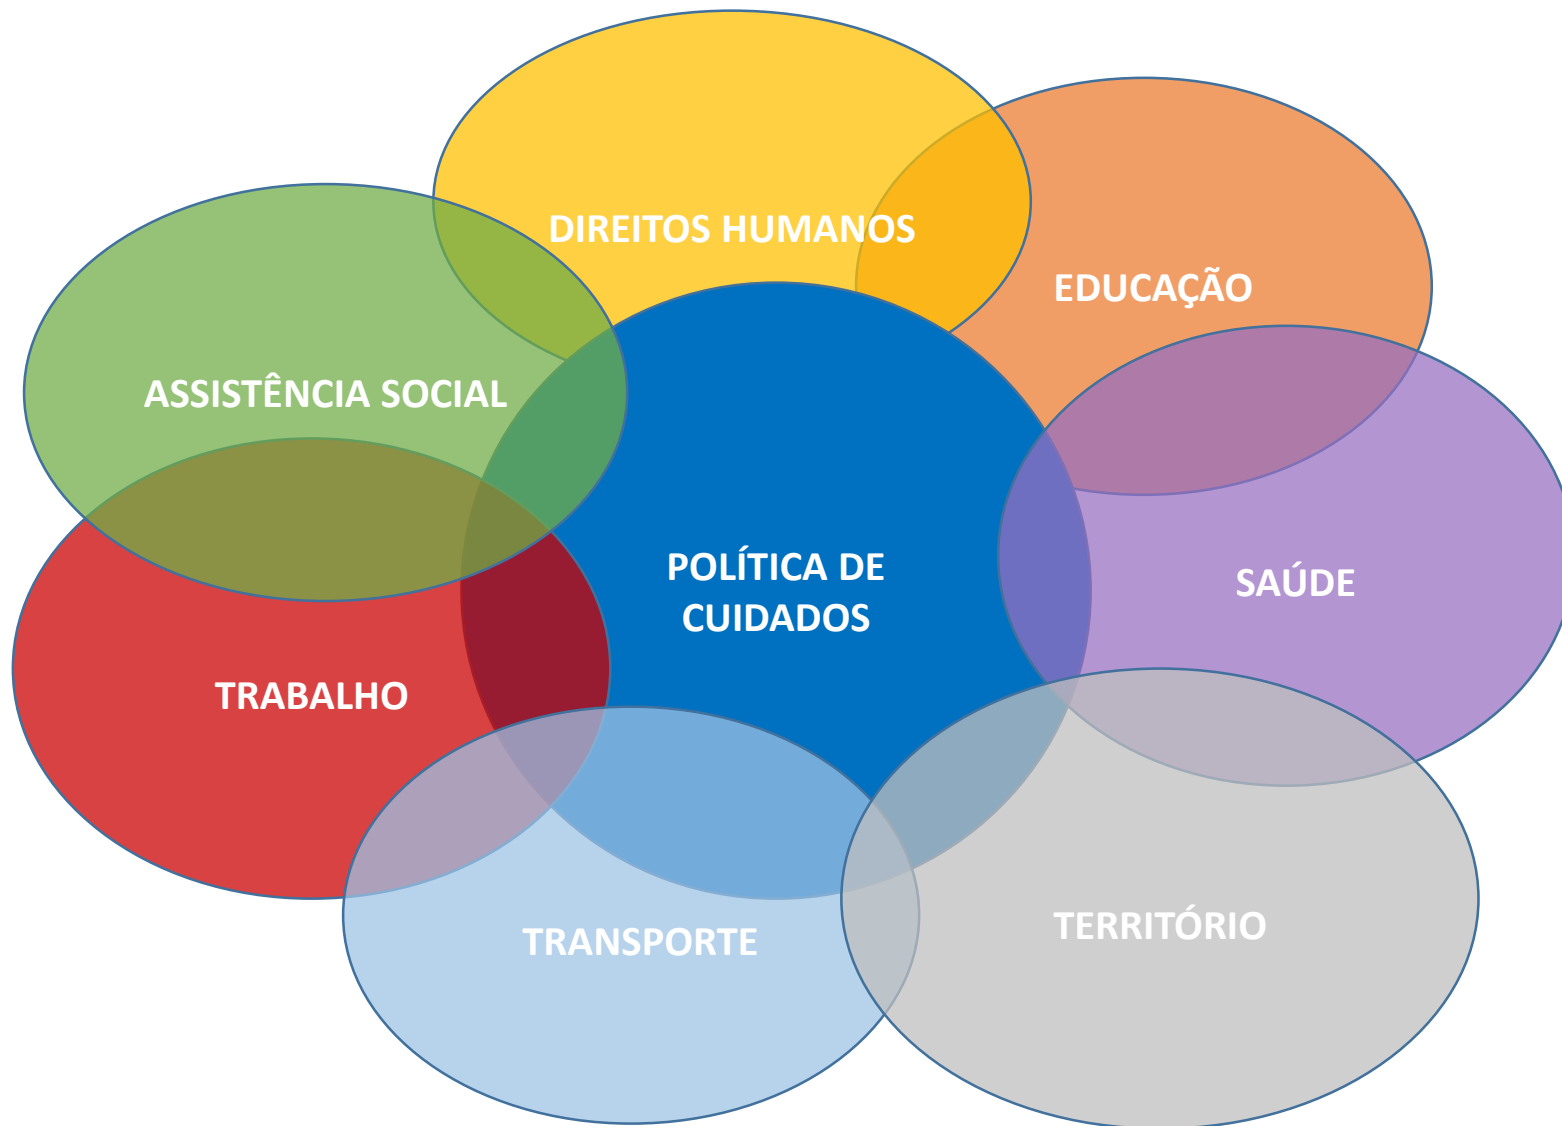 DIREITOS HUMANOS
EDUCAÇÃO
ASSISTÊNCIA SOCIAL
POLÍTICA DE
CUIDADOS
SAÚDE
TRABALHO
TRANSPORTE
TERRITÓRIO